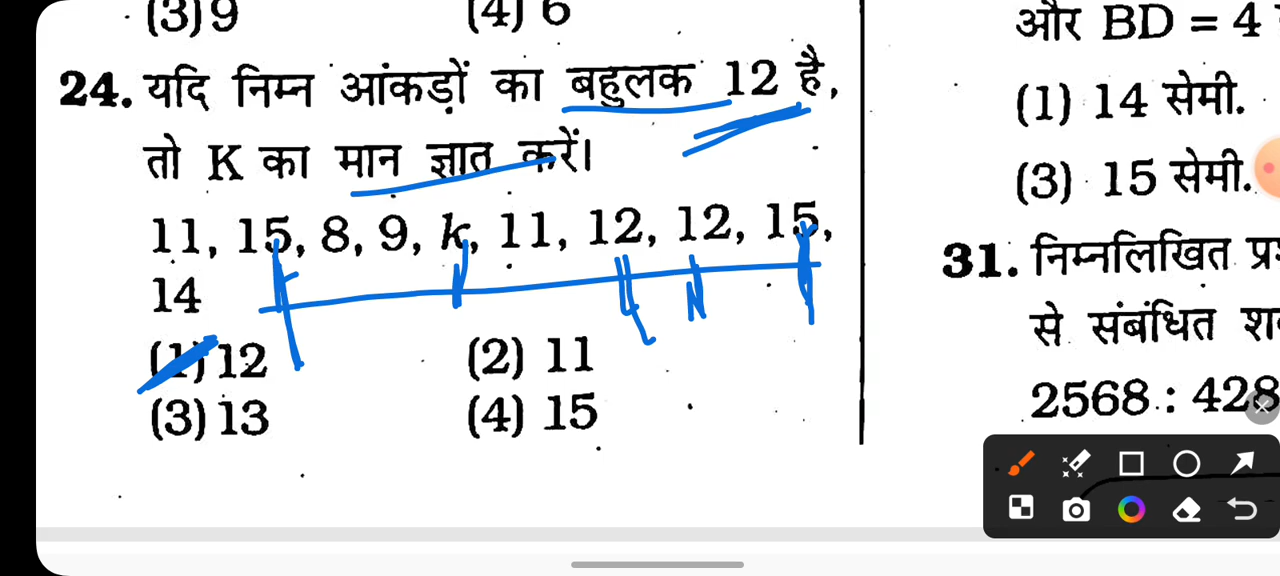 (3) 9 (4) 6
24. यदि निम्न आंकड़ों का बहुलक 12 है,
तो K का मान ज्ञात करें।
11, 15, 8, 9, k, 11, 12, 12, 15,
14
(1) 12 (2) 11
(3) 13 (4) 15
और BD = 4
(1) 14 सेमी.
(3) 15 सेमी.
31. निम्नलिखित
से संबंधित
2568 : 428